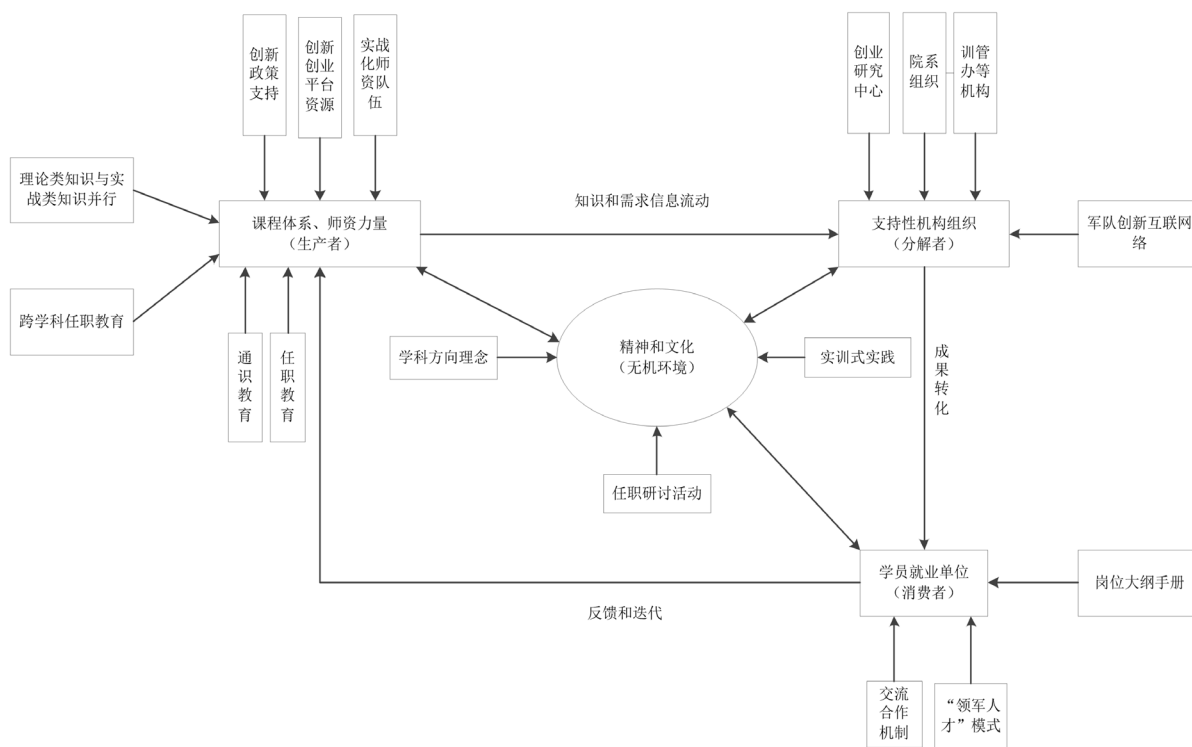 创新
政策
支持
创新
创业
平台
资源
实战
化师
资队
伍
创业
研究
中心
院系
组织
训管
办等
机构
理论类知识与实
战类知识并行
课程体系、师资力量
（生产者）
知识和需求信息流动
支持性机构组织
（分解者）
军队创新互联网
络
跨学科任职教育
通
识
教
育
任
职
教
育
学科方向理念
精神和文化
（无机环境）
实训式实践
成
果
转
化
任职研讨活动
学员就业单位
（消费者）
岗位大纲手册
反馈和迭代
交流
合作
机制
“领军人
才”模式